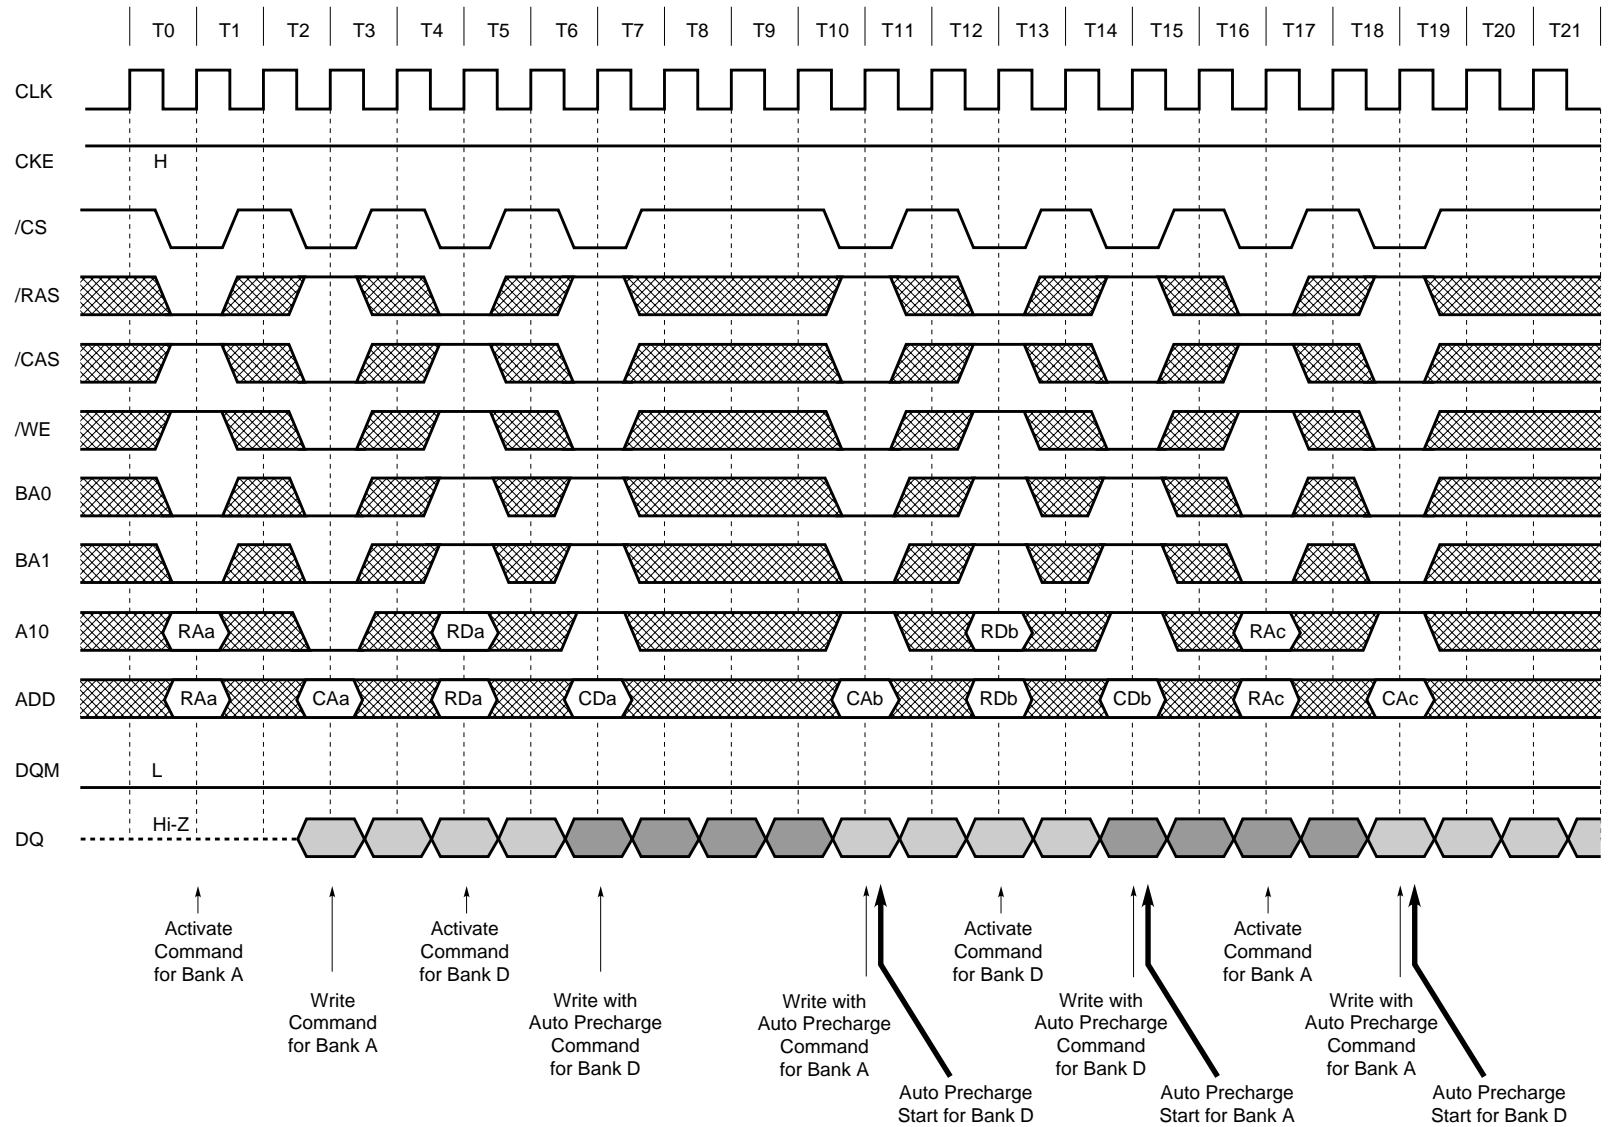 T0 T1 T2 T3 T4 T5 T6 T7 T8 T9 T10 T11 T12 T13 T14 T15 T16 T17 T18 T19 T20 T21
CLK
CKE H
/CS
/RAS
/CAS
/WE
BA0
BA1
A10 RAa RDa RDb RAc
ADD RAa CAa RDa CDa CAb RDb CDb RAc CAc
DQM L
DQ Hi-Z
Activate
Command
for Bank A
Write
Command
for Bank A
Activate
Command
for Bank D
Write with
Auto Precharge
Command
for Bank D
Write with
Auto Precharge
Command
for Bank A
Auto Precharge
Start for Bank D
Activate
Command
for Bank D
Write with
Auto Precharge
Command
for Bank D
Auto Precharge
Start for Bank A
Activate
Command
for Bank A
Write with
Auto Precharge
Command
for Bank A
Auto Precharge
Start for Bank D